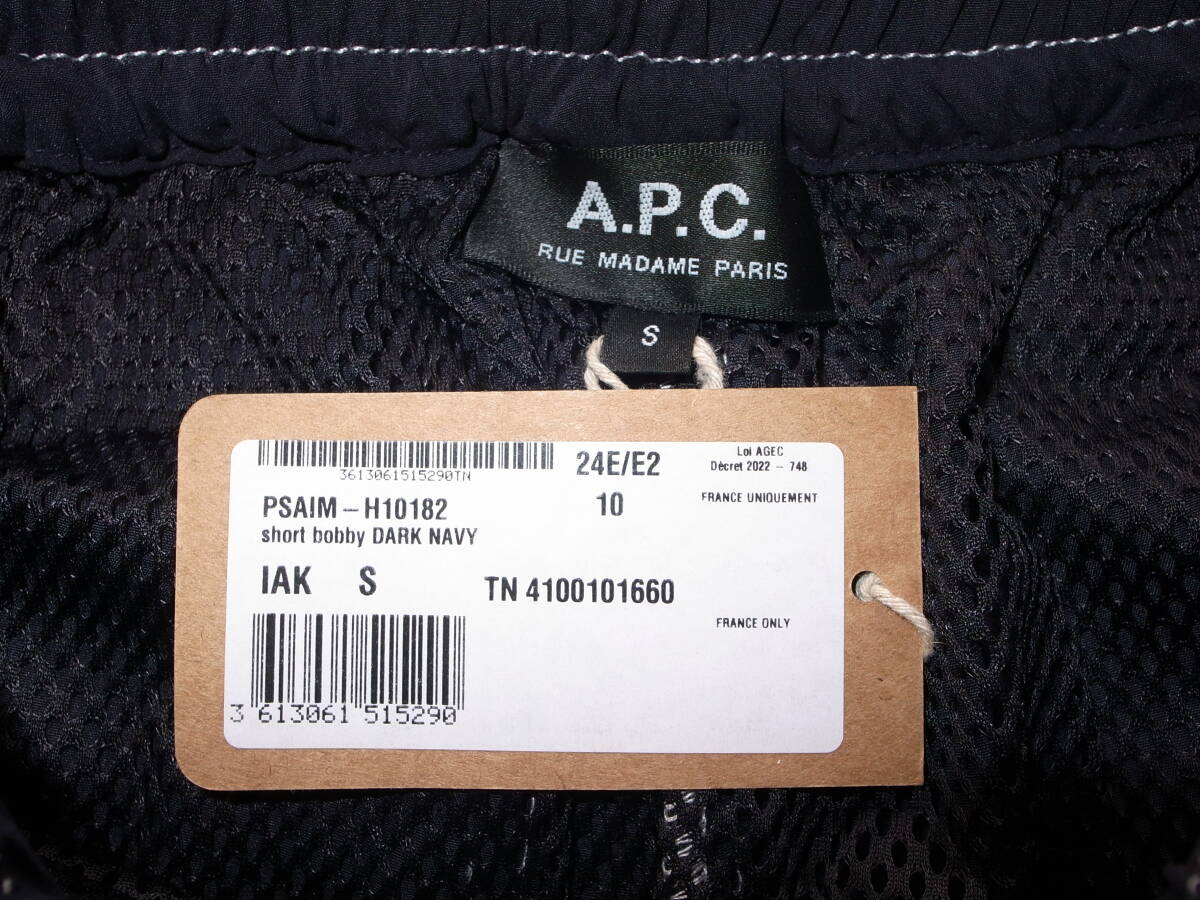 A.P.C.
RUE MADAME PARIS
S
3613061515290TN
24E/E2
Loi AGEC
Décret 2022 - 748
PSAIM-H10182
10
FRANCE UNIQUEMENT
short bobby DARK NAVY
IAK S
TN 4100101660
FRANCE ONLY
3 613061 515290